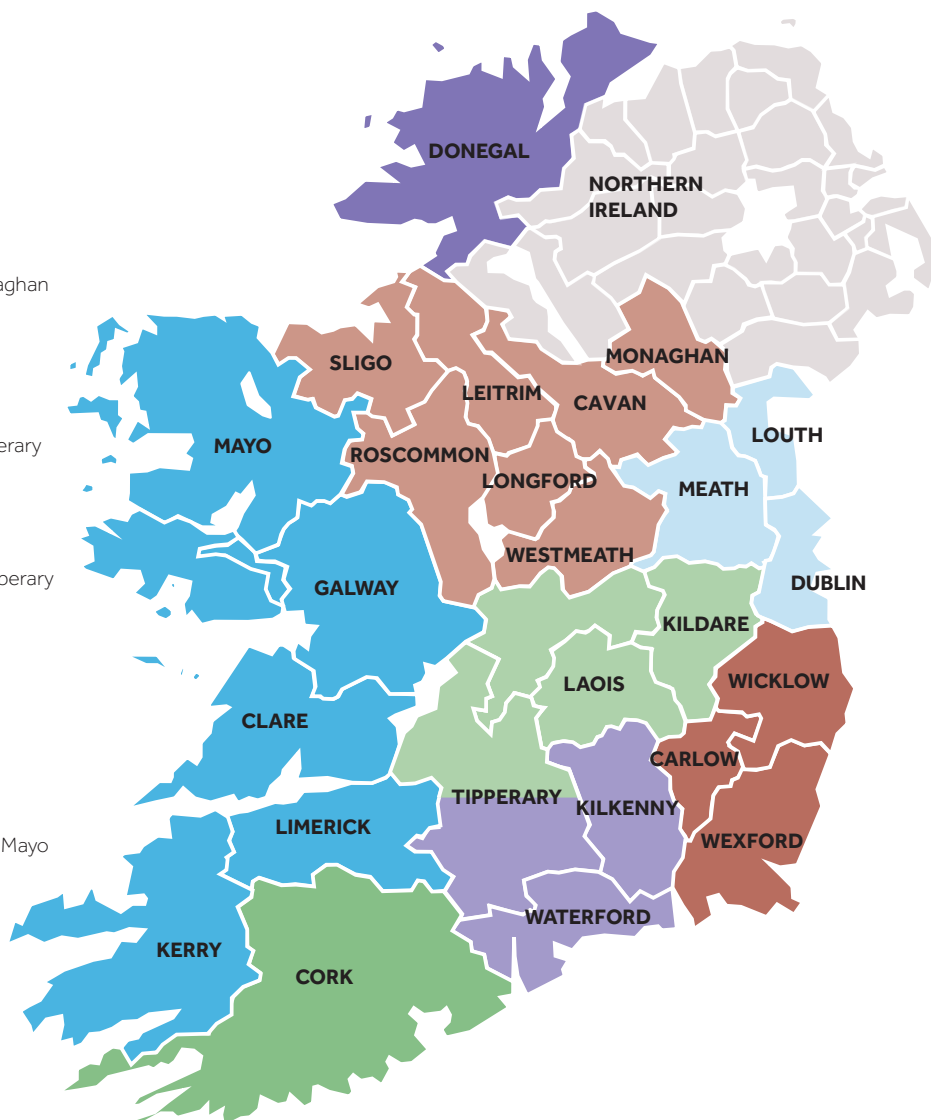 DONEGAL
NORTHERN
IRELAND
aghan
MONAGHAN
SLIGO
LEITRIM
CAVAN
LOUTH
erary
MAYO
ROSCOMMON
LONGFORD
MEATH
WESTMEATH
perary
GALWAY
DUBLIN
KILDARE
LAOIS
WICKLOW
CLARE
CARLOW
TIPPERARY
KILKENNY
LIMERICK
WEXFORD
Mayo
WATERFORD
KERRY
CORK